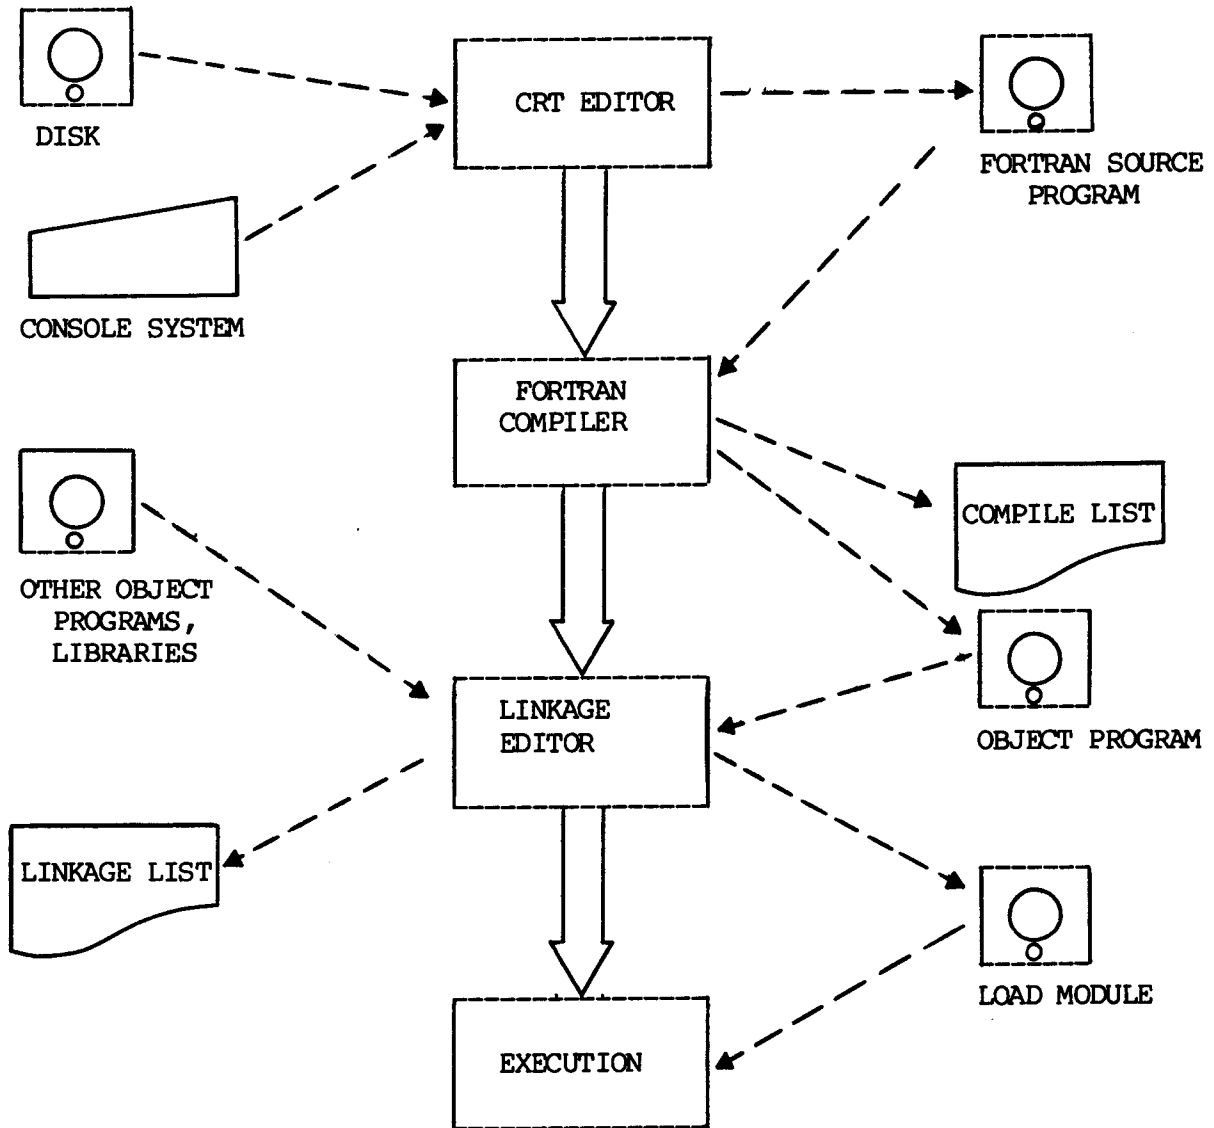 CRT EDITOR
DISK
FORTRAN SOURCE
PROGRAM
CONSOLE SYSTEM
FORTRAN
COMPILER
COMPILE LIST
OTHER OBJECT
PROGRAMS,
LIBRARIES
LINKAGE
EDITOR
OBJECT PROGRAM
LINKAGE LIST
LOAD MODULE
EXECUTION